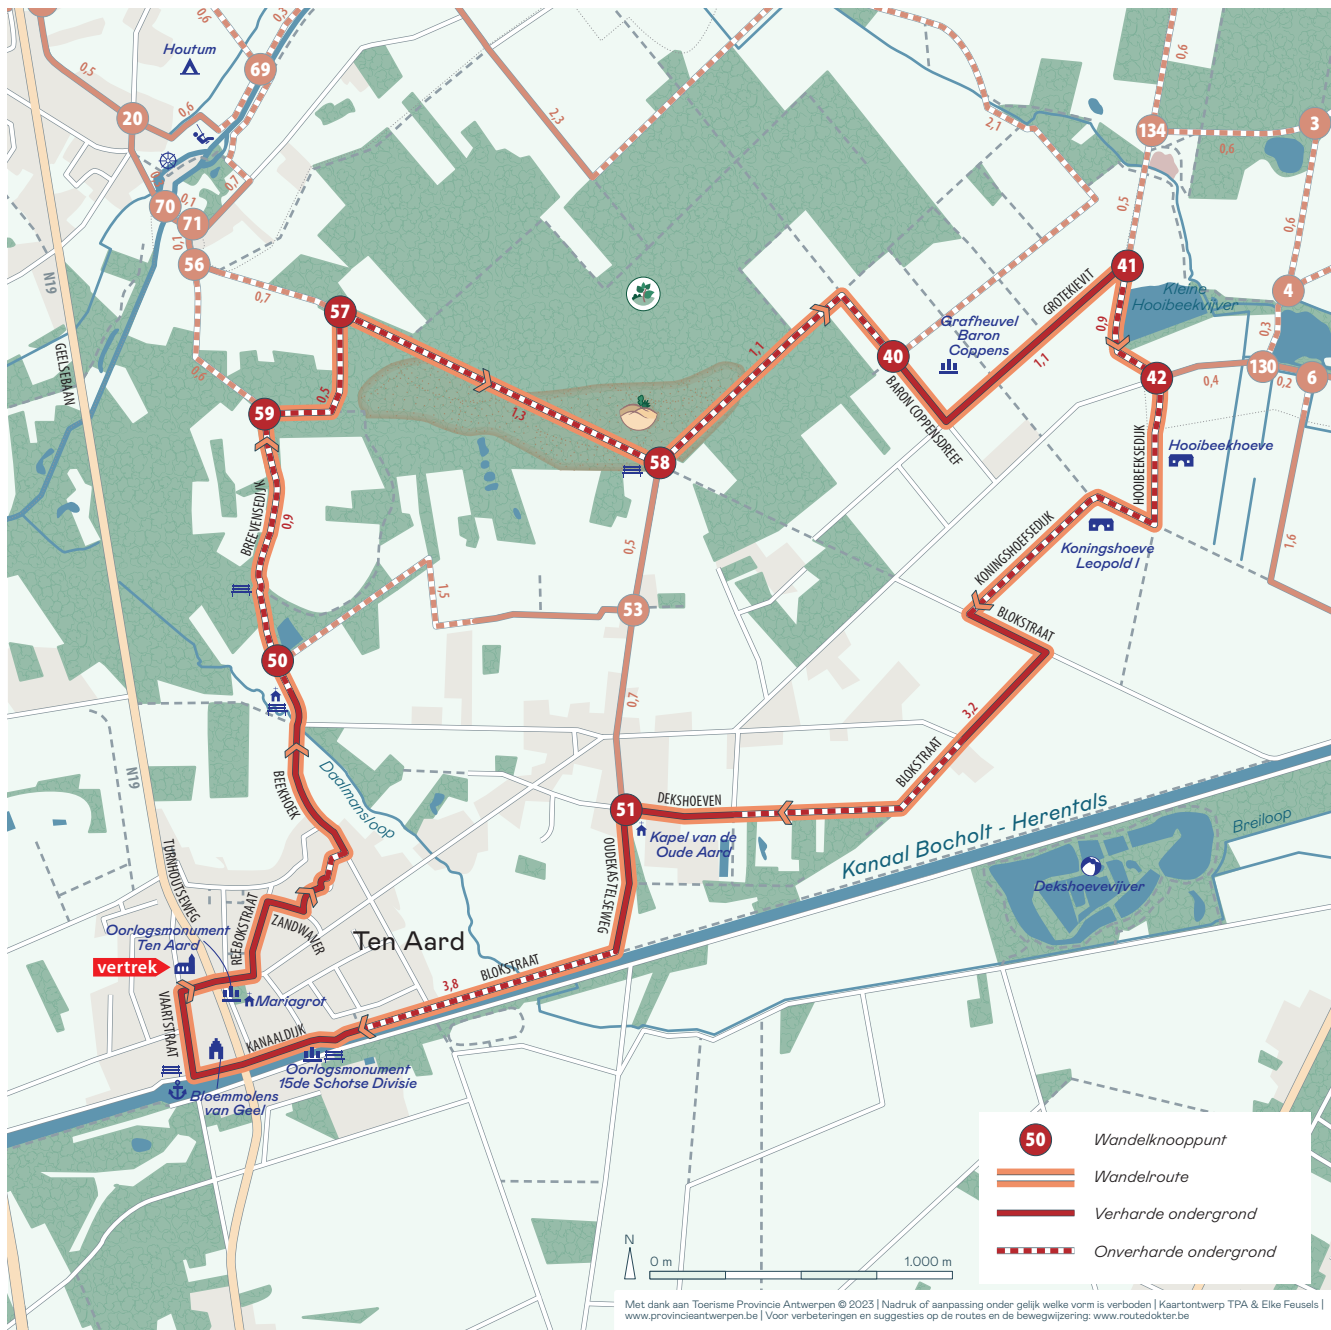 Houtum
69
0,6
0,3
0,5
20
0,6
2,3
2,1
0,6
134
3
0,6
0,7
70
0,1
71
0,1
56
0,7
0,5
0,6
41
4
Kleine
Hooibeekvijver
GROTEKIEVIT
Grafheuvel
Baron
Coppens
0,9
0,3
57
N19
GEELSEBAAN
0,6
59
0,5
1,3
1,1
40
1,1
42
0,4
130
0,2
6
BARON COPPENSDREEF
58
HOOIBEEKSEDIJK
Hooibeekhoeve
BREEVENSEDIJK
0,9
0,5
1,6
KONINGSHOEFSEDIJK
Koningshoeve
Leopold I
1,5
53
BLOKSTRAAT
50
0,7
3,2
N19
BEEKHOEK
Daalmansloop
BLOKSTRAAT
51
DEKSHOEVEN
Kapel van de
Oude Aard
Kanaal Bocholt - Herentals
Breiloop
Dekshoevevijver
OUDEKASTELSEWEG
TURNHOUTSEWEG
REEBOKSTRAAT
ZANDWAVER
Oorlogsmonument
Ten Aard
vertrek
Ten Aard
BLOKSTRAAT
3,8
Mariagrot
VAARTSTRAAT
KANAALDIJK
Oorlogsmonument
15de Schotse Divisie
Bloemmolens
van Geel
50
Wandelknooppunt
Wandelroute
Verharde ondergrond
Onverharde ondergrond
N
0 m
1.000 m
Met dank aan Toerisme Provincie Antwerpen © 2023 | Nadruk of aanpassing onder gelijk welke vorm is verboden | Kaartontwerp TPA & Elke Feusels |
www.provincieantwerpen.be | Voor verbeteringen en suggesties op de routes en de bewegwijzering: www.routedokter.be